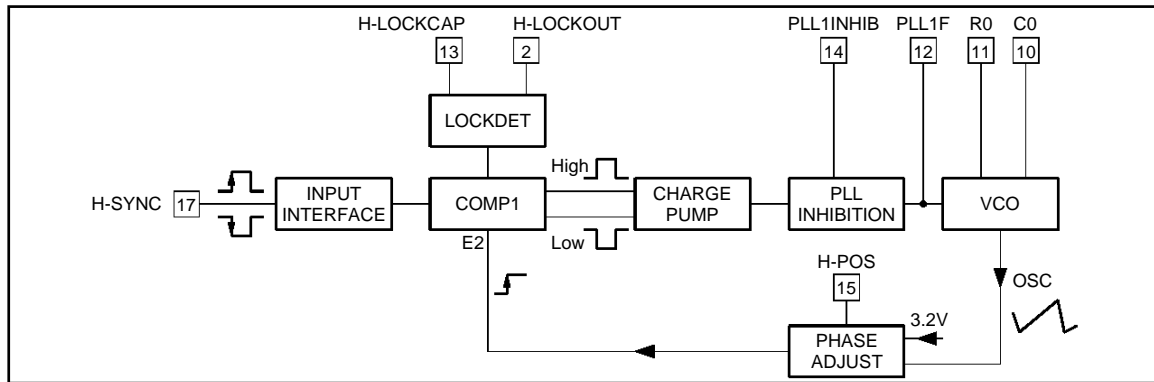 H-LOCKCAP
H-LOCKOUT
PLL1INHIB
PLL1F
R0
C0
13
2
14
12
11
10
LOCKDET
High
H-SYNC
17
INPUT
INTERFACE
COMP1
CHARGE
PUMP
PLL
INHIBITION
VCO
E2
Low
H-POS
15
OSC
3.2V
PHASE
ADJUST